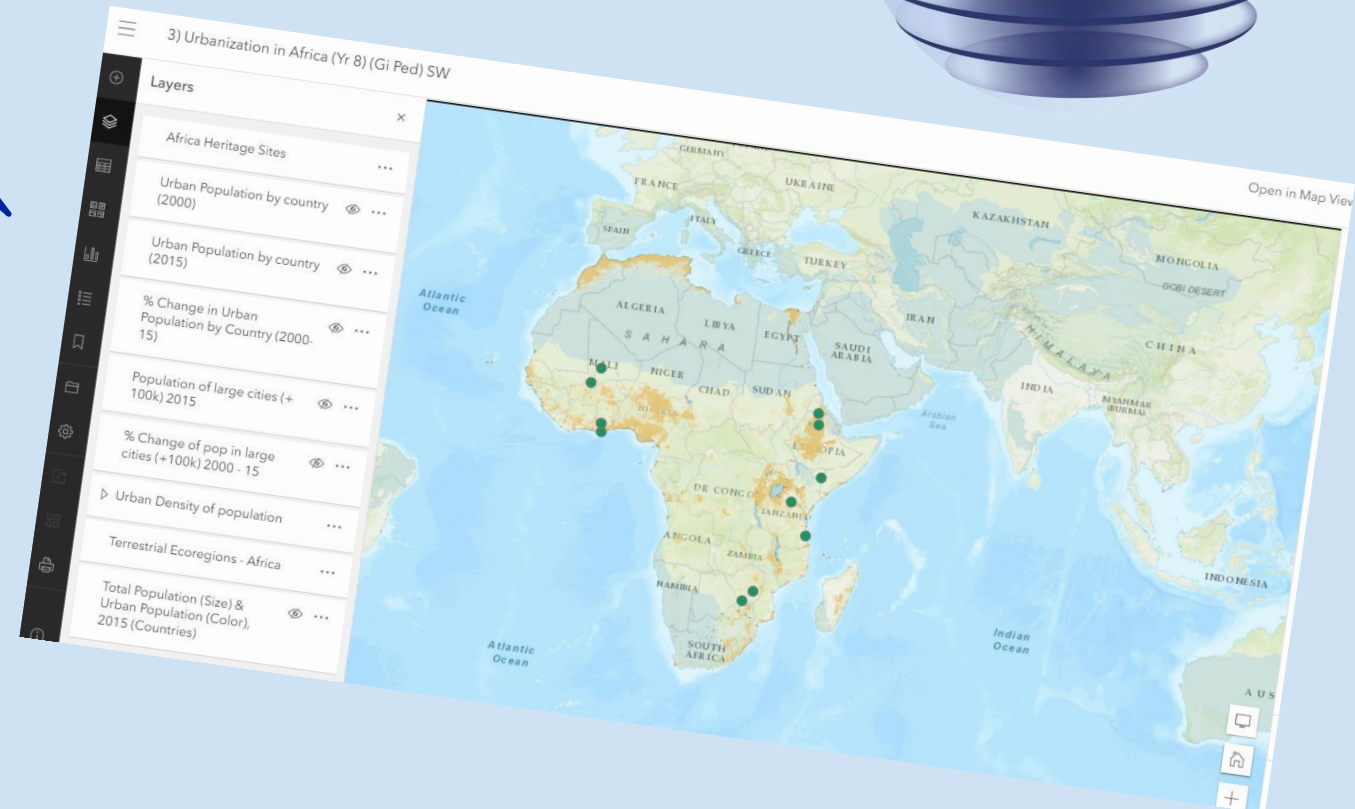 3) Urbanization in Africa (Yr 8) (Gi Ped) SW
Layers
Africa Heritage Sites
Urban Population by country
(2000)
Urban Population by country
(2015)
% Change in Urban
Population by Country (2000-
15)
Population of large cities (+
100k) 2015
% Change of pop in large
cities (+100k) 2000 - 15
Urban Density of population
Terrestrial Ecoregions - Africa
Total Population (Size) &
Urban Population (Color),
2015 (Countries)
Open in Map View
GERMANY
FRANCE
UKRAINE
KAZAKHSTAN
MONGOLIA
GOBI DESERT
SPAIN
ITALY
GREECE
TURKEY
Atlantic
Ocean
ALGERIA
LIBYA
EGYPT
IRAN
CHINA
HIMALAYA
SAHARA
SAUDI
ARABIA
MALI
NIGER
CHAD
SUDAN
INDIA
MYANMAR
(BURMA)
NIGERIA
Arabian
Sea
ETHIOPIA
DR CONGO
TANZANIA
ANGOLA
ZAMBIA
INDONESIA
NAMIBIA
Atlantic
Ocean
SOUTH
AFRICA
Indian
Ocean
AUS